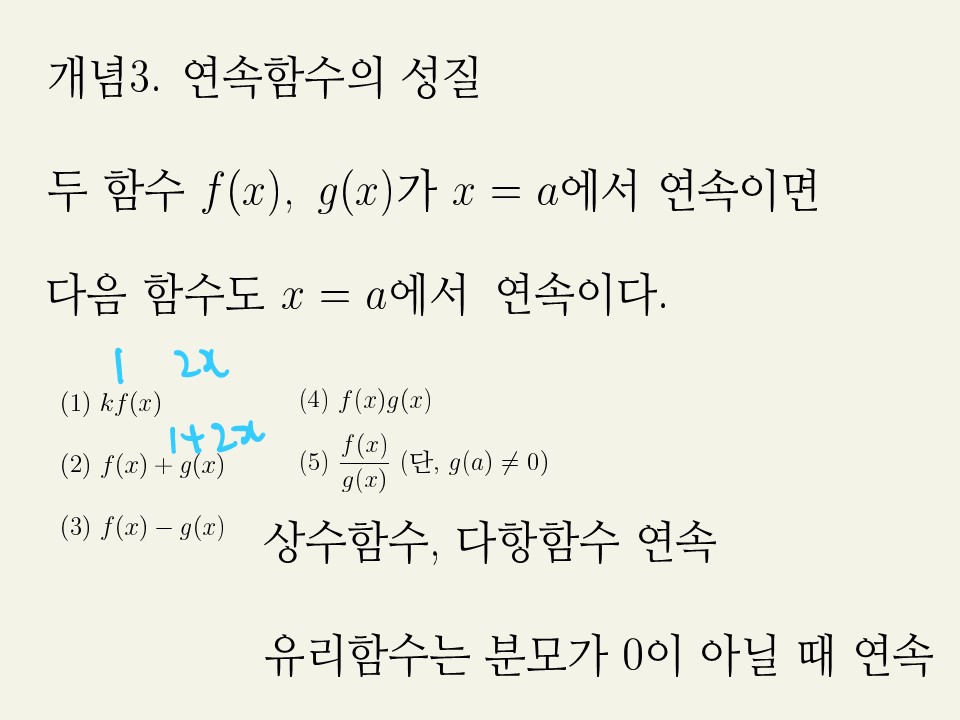 개념3. 연속함수의 성질
두 함수 f(x), g(x)가 x = a에서 연속이면
다음 함수도 x = a에서 연속이다.
1 2x
(1) kf(x)
(4) f(x)g(x)
1+2x
(2) f(x) + g(x)
(5) f(x)/g(x) (단, g(a) ≠ 0)
(3) f(x) − g(x)
상수함수, 다항함수 연속
유리함수는 분모가 0이 아닐 때 연속